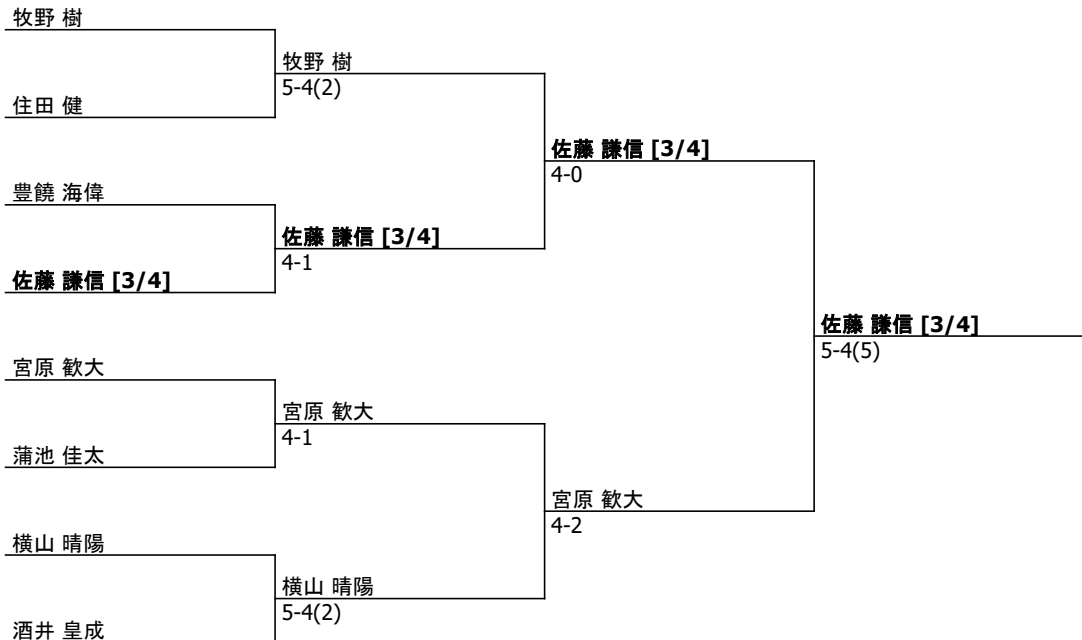 牧野 樹
牧野 樹
5-4(2)
住田 健
佐藤 謙信 [3/4]
4-0
豊饒 海偉
佐藤 謙信 [3/4]
4-1
佐藤 謙信 [3/4]
佐藤 謙信 [3/4]
5-4(5)
宮原 歓大
宮原 歓大
4-1
蒲池 佳太
宮原 歓大
4-2
横山 晴陽
横山 晴陽
5-4(2)
酒井 皇成